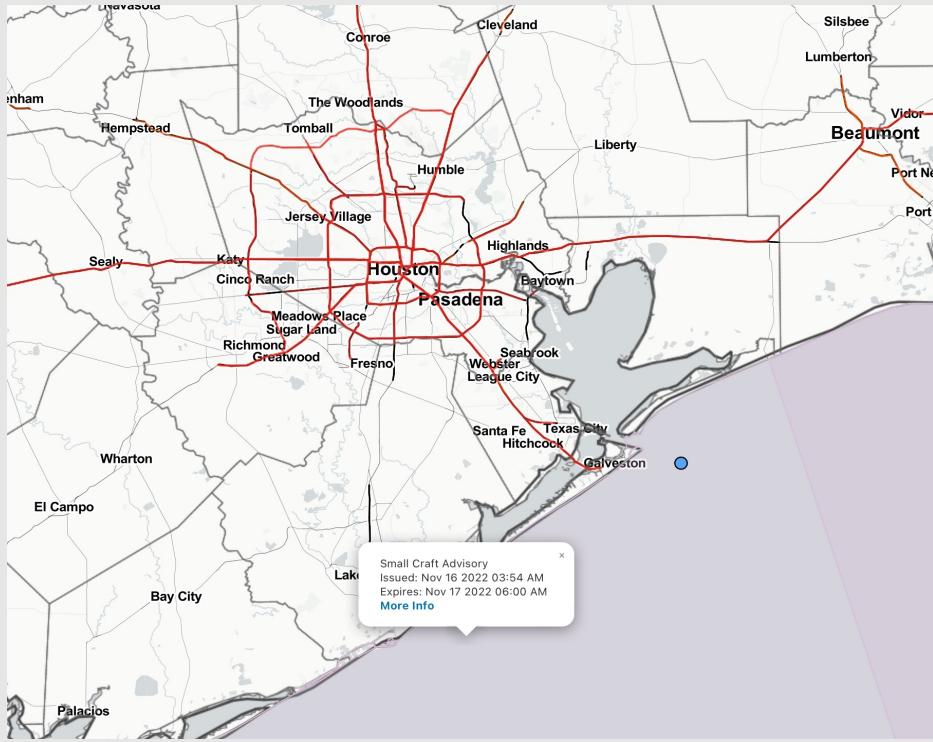 Navasota
Silsbee
Cleveland
Conroe
Lumberton
enham
The Woodlands
Vidor
Hempstead
Tomball
Beaumont
Liberty
Humble
Port Ne
Port
Jersey Village
Highlands
Sealy
Katy
Houston
Cinco Ranch
Baytown
Pasadena
Meadows Place
Sugar Land
Richmond
Seabrook
Greatwood
Fresno
Webster
League City
Santa Fe
Texas City
Hitchcock
Wharton
Galveston
El Campo
×
Small Craft Advisory
Issued: Nov 16 2022 03:54 AM
Expires: Nov 17 2022 06:00 AM
More Info
Lake
Bay City
Palacios